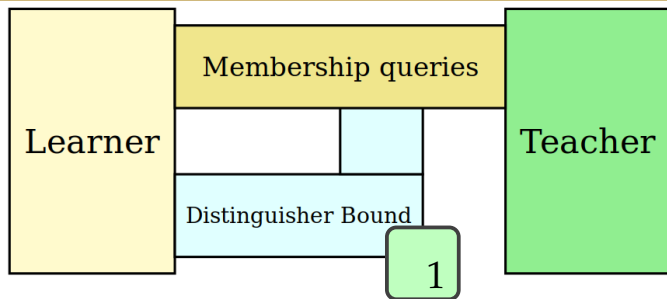 Membership queries
Learner
Teacher
Distinguisher Bound
1